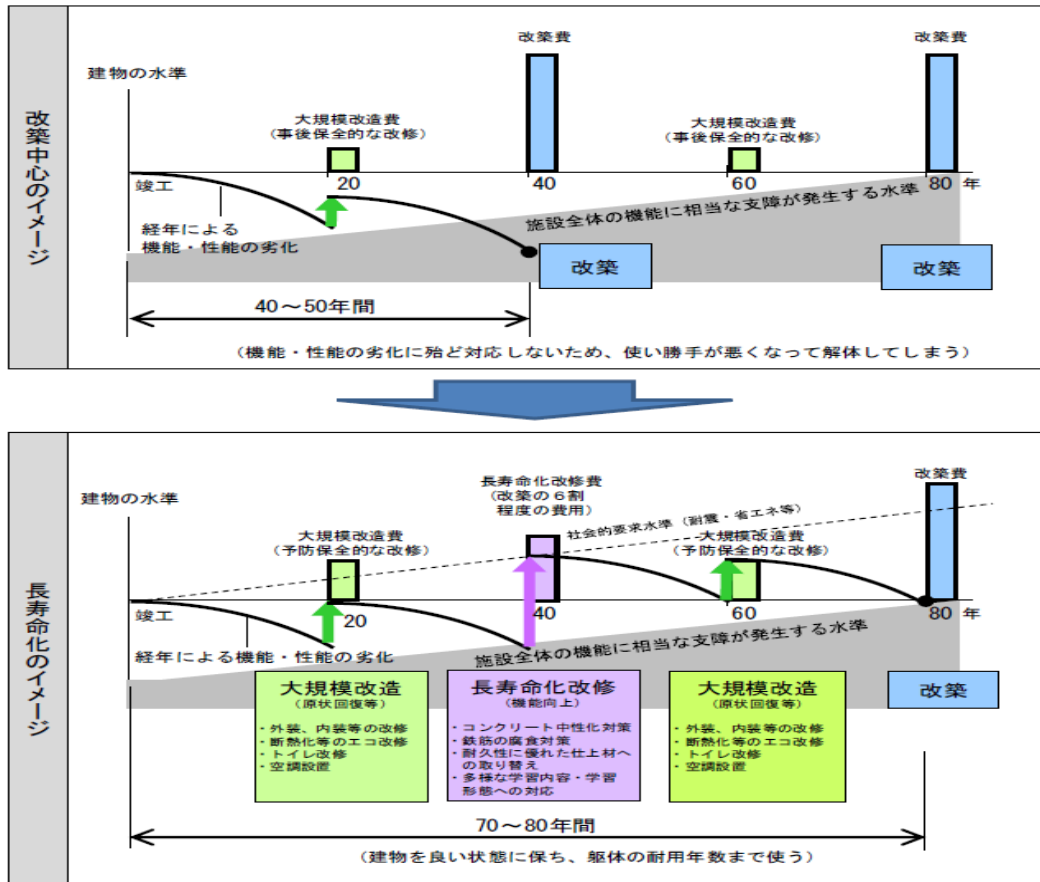 改築中心のイメージ
改築費
改築費
建物の水準
大規模改造費
（事後保全的な改修）
大規模改造費
（事後保全的な改修）
竣工
20
40
60
80 年
施設全体の機能に相当な支障が発生する水準
経年による
機能・性能の劣化
改築
改築
40～50年間
（機能・性能の劣化に殆ど対応しないため、使い勝手が悪くなって解体してしまう）
長寿命化のイメージ
改築費
長寿命化改修費
（改築の６割
程度の費用）
建物の水準
社会的要求水準（耐震・省エネ等）
大規模改造費
（予防保全的な改修）
大規模改造費
（予防保全的な改修）
竣工
20
40
60
80 年
施設全体の機能に相当な支障が発生する水準
経年による機能・性能の劣化
大規模改造
（原状回復等）
・外装、内装等の改修
・断熱化等のエコ改修
・トイレ改修
・空調設置
長寿命化改修
（機能向上）
・コンクリート中性化対策
・鉄筋の腐食対策
・耐久性に優れた仕上材へ
の取り替え
・多様な学習内容・学習
形態への対応
大規模改造
（原状回復等）
・外装、内装等の改修
・断熱化等のエコ改修
・トイレ改修
・空調設置
改築
70～80年間
（建物を良い状態に保ち、躯体の耐用年数まで使う）